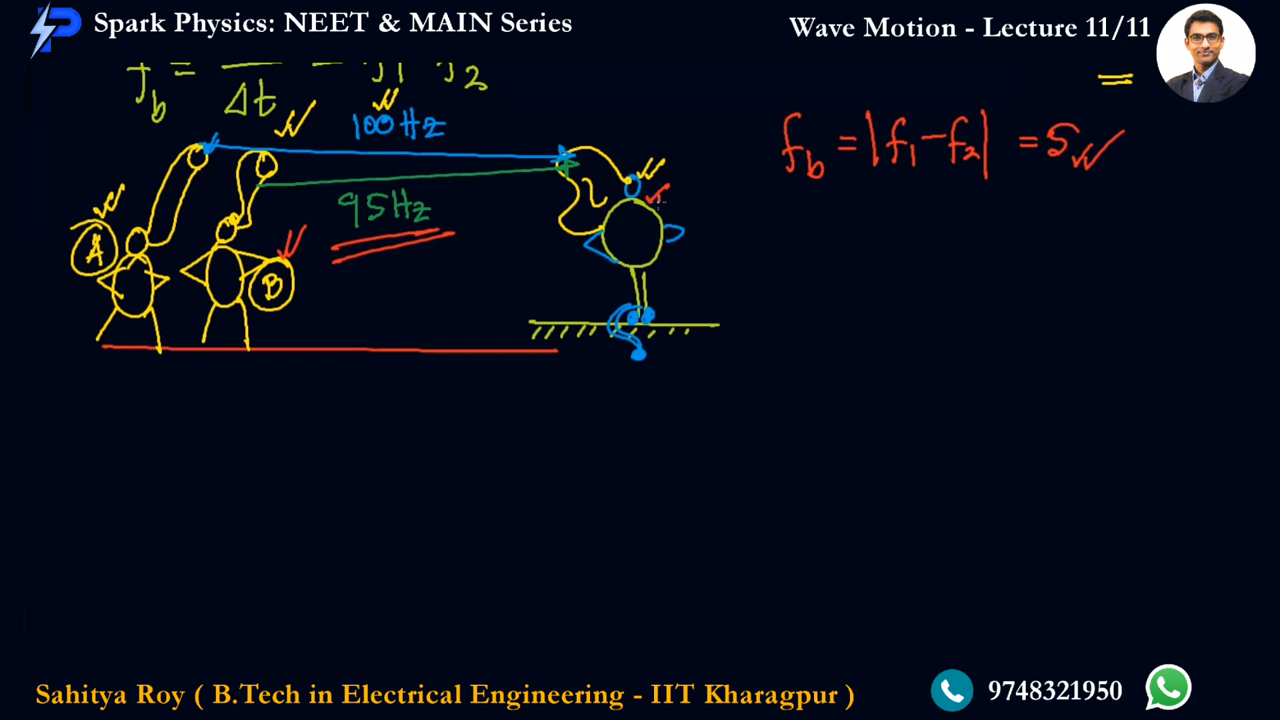 Spark Physics: NEET & MAIN Series
Wave Motion - Lecture 11/11
Δt
100Hz
f_b = |f_1 - f_2| = 5
95Hz
A
B
Sahitya Roy ( B.Tech in Electrical Engineering - IIT Kharagpur )
9748321950